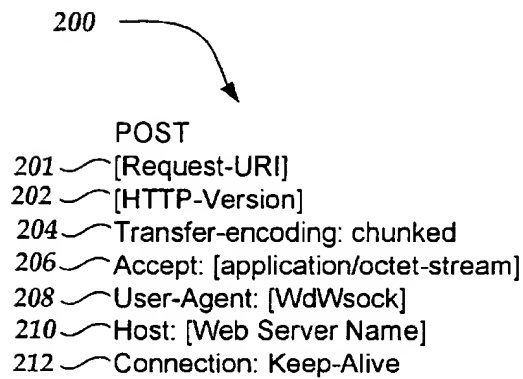 200
POST
201 [Request-URI]
202 [HTTP-Version]
204 Transfer-encoding: chunked
206 Accept: [application/octet-stream]
208 User-Agent: [WdWsock]
210 Host: [Web Server Name]
212 Connection: Keep-Alive